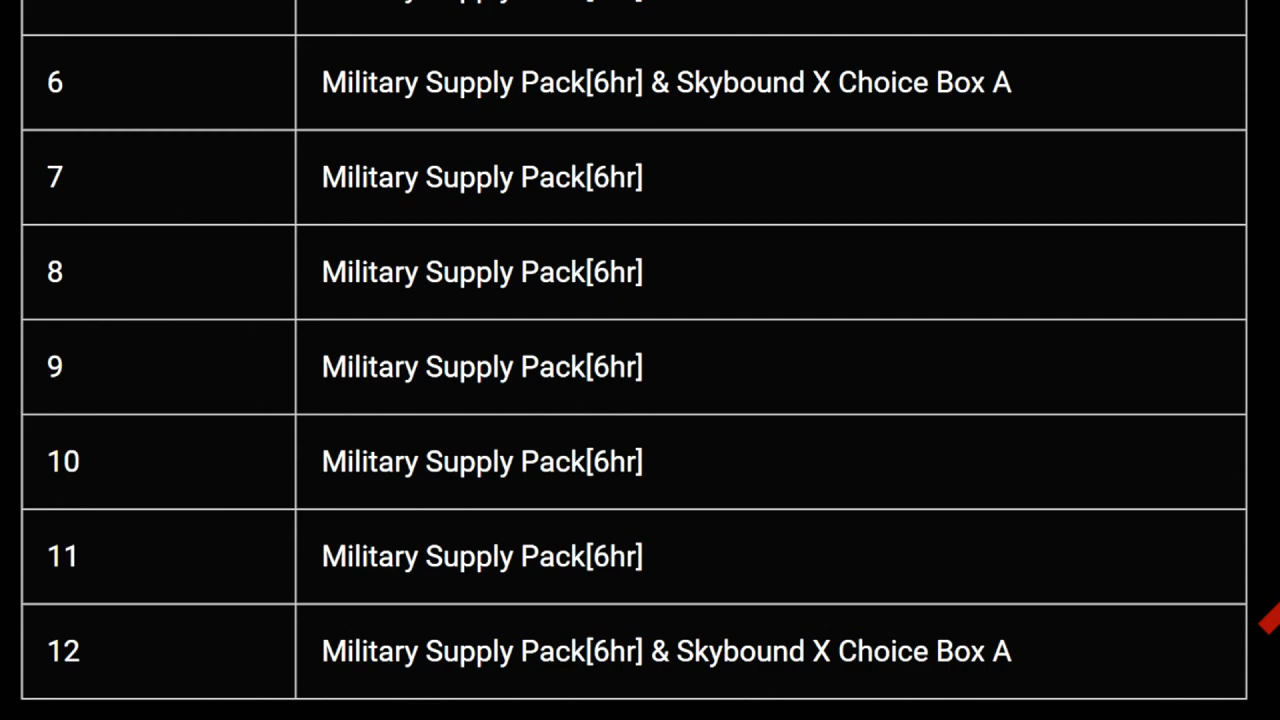 6 Military Supply Pack[6hr] & Skybound X Choice Box A
7 Military Supply Pack[6hr]
8 Military Supply Pack[6hr]
9 Military Supply Pack[6hr]
10 Military Supply Pack[6hr]
11 Military Supply Pack[6hr]
12 Military Supply Pack[6hr] & Skybound X Choice Box A